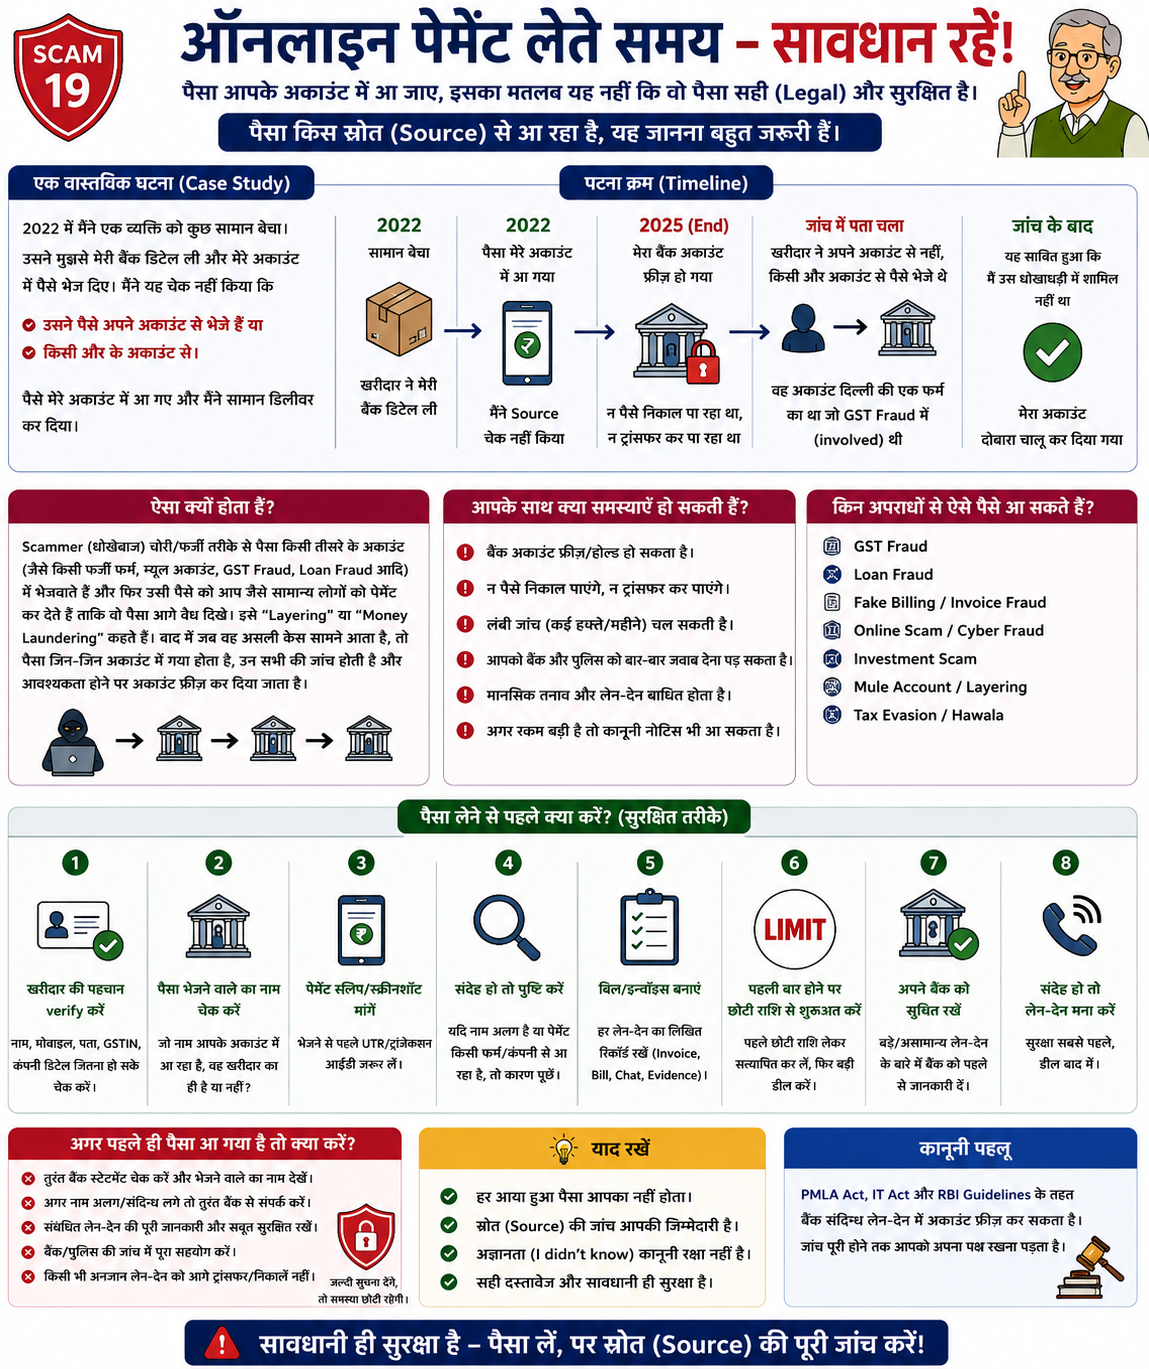 SCAM
19
ऑनलाइन पेमेंट लेते समय – सावधान रहें!
पैसा आपके अकाउंट में आ जाए, इसका मतलब यह नहीं कि वो पैसा सही (Legal) और सुरक्षित है।
पैसा किस स्रोत (Source) से आ रहा है, यह जानना बहुत जरूरी हैं।
एक वास्तविक घटना (Case Study)
2022 में मैंने एक व्यक्ति को कुछ सामान बेचा।
उसने मुझसे मेरी बैंक डिटेल ली और मेरे अकाउंट
में पैसे भेज दिए। मैंने यह चेक नहीं किया कि
उसने पैसे अपने अकाउंट से भेजे हैं या
किसी और के अकाउंट से।
पैसे मेरे अकाउंट में आ गए और मैंने सामान डिलीवर
कर दिया।
पटना क्रम (Timeline)
2022
सामान बेचा
खरीदार ने मेरी
बैंक डिटेल ली
2022
पैसा मेरे अकाउंट
में आ गया
₹
मैंने Source
चेक नहीं किया
2025 (End)
मेरा बैंक अकाउंट
फ्रीज़ हो गया
न पैसे निकाल पा रहा था,
न ट्रांसफर कर पा रहा था
जांच में पता चला
खरीदार ने अपने अकाउंट से नहीं,
किसी और अकाउंट से पैसे भेजे थे
वह अकाउंट दिल्ली की एक फर्म
का था जो GST Fraud में
(involved) थी
जांच के बाद
यह साबित हुआ कि
मैं उस धोखाधड़ी में शामिल
नहीं था
मेरा अकाउंट
दोबारा चालू कर दिया गया
ऐसा क्यों होता हैं?
Scammer (धोखेबाज) चोरी/फर्जी तरीके से पैसा किसी तीसरे के अकाउंट
(जैसे किसी फर्जी फर्म, म्यूल अकाउंट, GST Fraud, Loan Fraud आदि)
में भेजवाते हैं और फिर उसी पैसे को आप जैसे सामान्य लोगों को पेमेंट
कर देते हैं ताकि वो पैसा आगे वैध दिखे। इसे “Layering” या “Money
Laundering” कहते हैं। बाद में जब वह असली केस सामने आता है, तो
पैसा जिन-जिन अकाउंट में गया होता है, उन सभी की जांच होती है और
आवश्यकता होने पर अकाउंट फ्रीज़ कर दिया जाता है।
आपके साथ क्या समस्याएँ हो सकती हैं?
बैंक अकाउंट फ्रीज़/होल्ड हो सकता है।
न पैसे निकाल पाएंगे, न ट्रांसफर कर पाएंगे।
लंबी जांच (कई हफ्ते/महीने) चल सकती है।
आपको बैंक और पुलिस को बार-बार जवाब देना पड़ सकता है।
मानसिक तनाव और लेन-देन बाधित होता है।
अगर रकम बड़ी है तो कानूनी नोटिस भी आ सकता है।
किन अपराधों से ऐसे पैसे आ सकते हैं?
GST Fraud
Loan Fraud
Fake Billing / Invoice Fraud
Online Scam / Cyber Fraud
Investment Scam
Mule Account / Layering
Tax Evasion / Hawala
पैसा लेने से पहले क्या करें? (सुरक्षित तरीके)
1
खरीदार की पहचान
verify करें
नाम, मोवाइल, पता, GSTIN,
कंपनी डिटेल जितना हो सके
चेक करें।
2
पैसा भेजने वाले का नाम
चेक करें
जो नाम आपके अकाउंट में
आ रहा है, वह खरीदार का
ही है या नहीं?
3
₹
पेमेंट स्लिप/स्क्रीनशॉट
मांगें
भेजने से पहले UTR/ट्रांजेकशन
आईडी जरूर लें।
4
संदेह हो तो पुष्टि करें
यदि नाम अलग है या पेमेंट
किसी फर्म/कंपनी से आ
रहा है, तो कारण पूछें।
5
बिल/इन्वॉइस बनाएं
हर लेन-देन का लिखित
रिकॉर्ड रखें (Invoice,
Bill, Chat, Evidence)।
6
LIMIT
पहली बार होने पर
छोटी राशि से शुरूअत करें
पहले छोटी राशि लेकर
सत्यापित कर लें, फिर बड़ी
डील करें।
7
अपने बैंक को
सुधित रखें
बड़े/असामान्य लेन-देन
के बारे में बैंक को पहले
से जानकारी दें।
8
संदेह हो तो
लेन-देन मना करें
सुरक्षा सबसे पहले,
डील बाद में।
अगर पहले ही पैसा आ गया है तो क्या करें?
तुरंत बैंक स्टेटमेंट चेक करें और भेजने वाले का नाम देखें।
अगर नाम अलग/संदिग्ध लगे तो तुरंत बैंक से संपर्क करें।
संबंधित लेन-देन की पूरी जानकारी और सबूत सुरक्षित रखें।
बैंक/पुलिस की जांच में पूरा सहयोग करें।
किसी भी अनजान लेन-देन को आगे ट्रांसफर/निकालें नहीं।
जल्दी सुचना देंगे,
तो समस्या छोटी रहेगी।
याद रखें
हर आया हुआ पैसा आपका नहीं होता।
स्रोत (Source) की जांच आपकी जिम्मेदारी है।
अज्ञानता (I didn't know) कानूनी रक्षा नहीं है।
सही दस्तावेज और सावधानी ही सुरक्षा है।
कानूनी पहलू
PMLA Act, IT Act और RBI Guidelines के तहत
बैंक संदिग्ध लेन-देन में अकाउंट फ्रीज़ कर सकता है।
जांच पूरी होने तक आपको अपना पक्ष रखना पड़ता है।
सावधानी ही सुरक्षा है – पैसा लें, पर स्रोत (Source) की पूरी जांच करें!